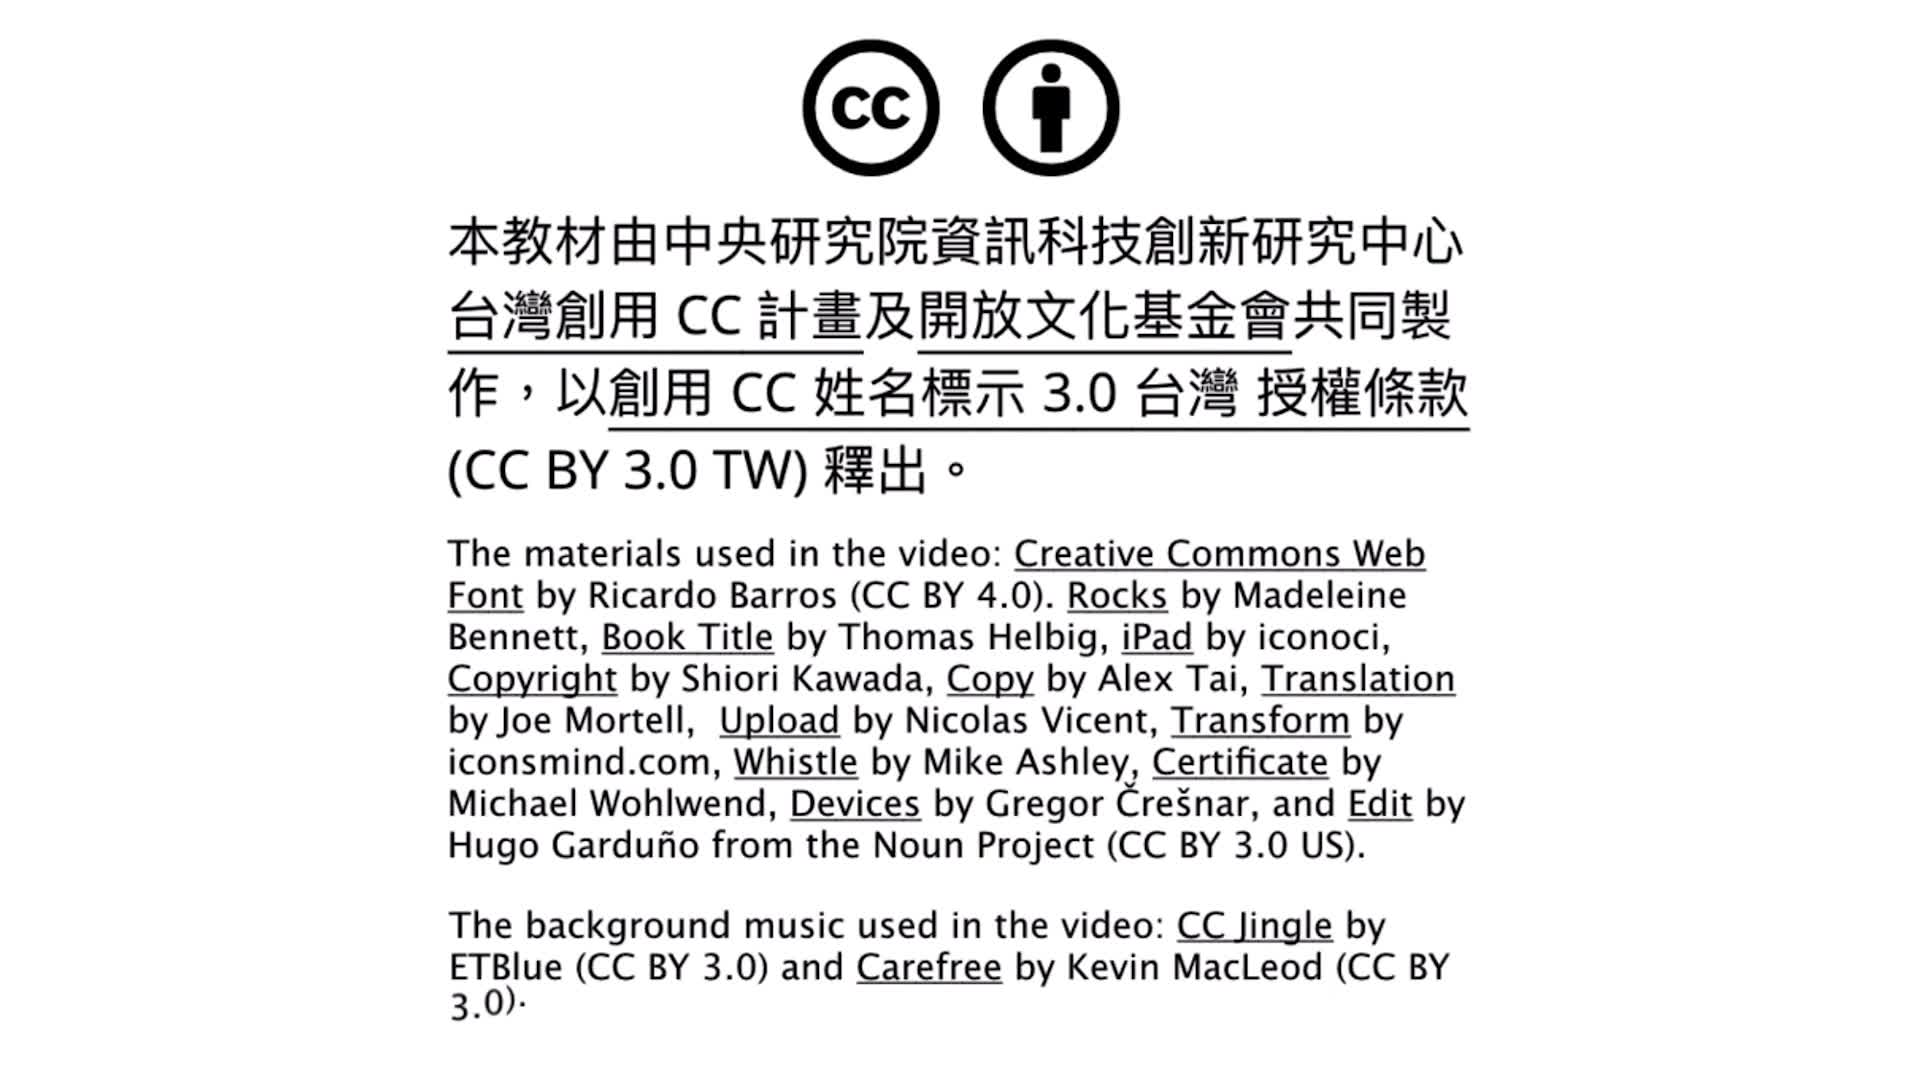 cc
本教材由中央研究院資訊科技創新研究中心
台灣創用 CC 計畫及開放文化基金會共同製
作，以創用 CC 姓名標示 3.0 台灣 授權條款
(CC BY 3.0 TW) 釋出。
The materials used in the video: Creative Commons Web
Font by Ricardo Barros (CC BY 4.0). Rocks by Madeleine
Bennett, Book Title by Thomas Helbig, iPad by iconoci,
Copyright by Shiori Kawada, Copy by Alex Tai, Translation
by Joe Mortell, Upload by Nicolas Vicent, Transform by
iconsmind.com, Whistle by Mike Ashley, Certificate by
Michael Wohlwend, Devices by Gregor Črešnar, and Edit by
Hugo Garduño from the Noun Project (CC BY 3.0 US).
The background music used in the video: CC Jingle by
ETBlue (CC BY 3.0) and Carefree by Kevin MacLeod (CC BY
3.0).